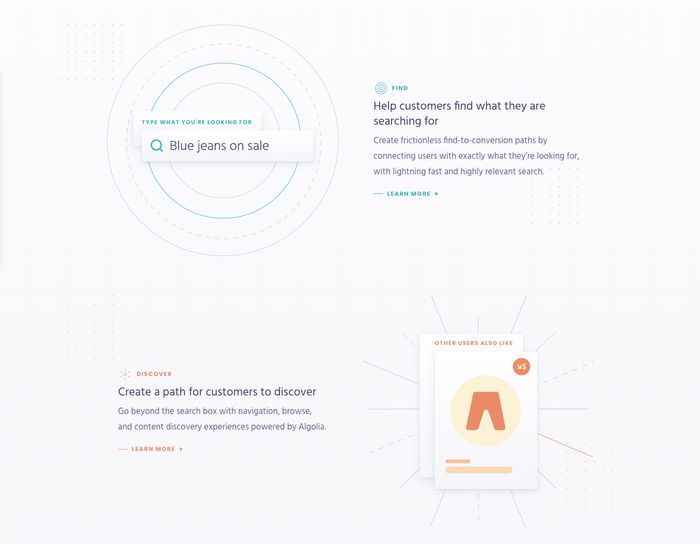 FIND
Help customers find what they are
searching for
TYPE WHAT YOU'RE LOOKING FOR
Blue jeans on sale
Create frictionless find-to-conversion paths by
connecting users with exactly what they're looking for,
with lightning fast and highly relevant search.
LEARN MORE
OTHER USERS ALSO LIKE
$
DISCOVER
Create a path for customers to discover
Go beyond the search box with navigation, browse,
and content discovery experiences powered by Algolia.
LEARN MORE